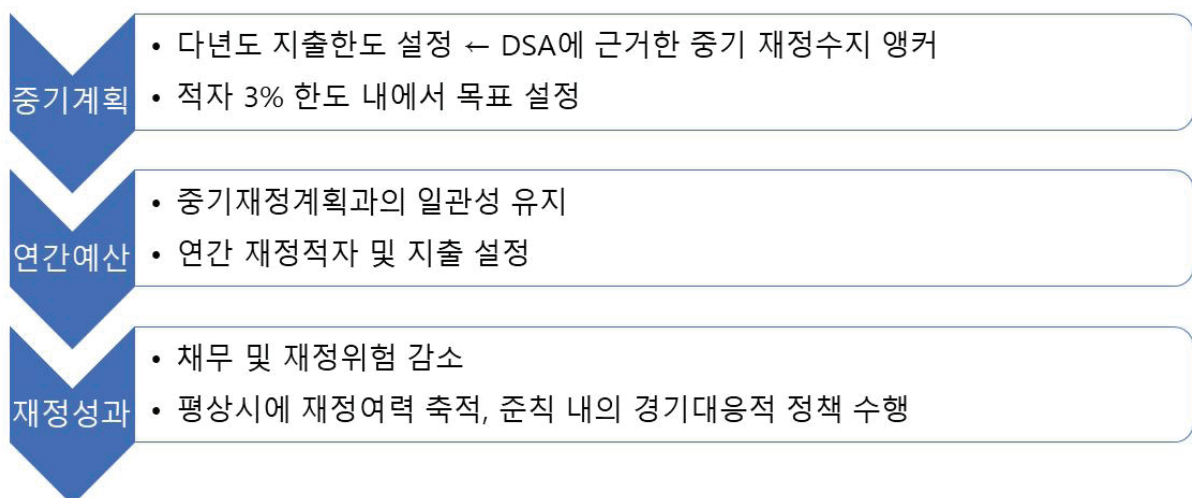 중기계획
• 다년도 지출한도 설정 ← DSA에 근거한 중기 재정수지 앵커
• 적자 3% 한도 내에서 목표 설정
연간예산
• 중기재정계획과의 일관성 유지
• 연간 재정적자 및 지출 설정
재정성과
• 채무 및 재정위험 감소
• 평상시에 재정여력 축적, 준칙 내의 경기대응적 정책 수행